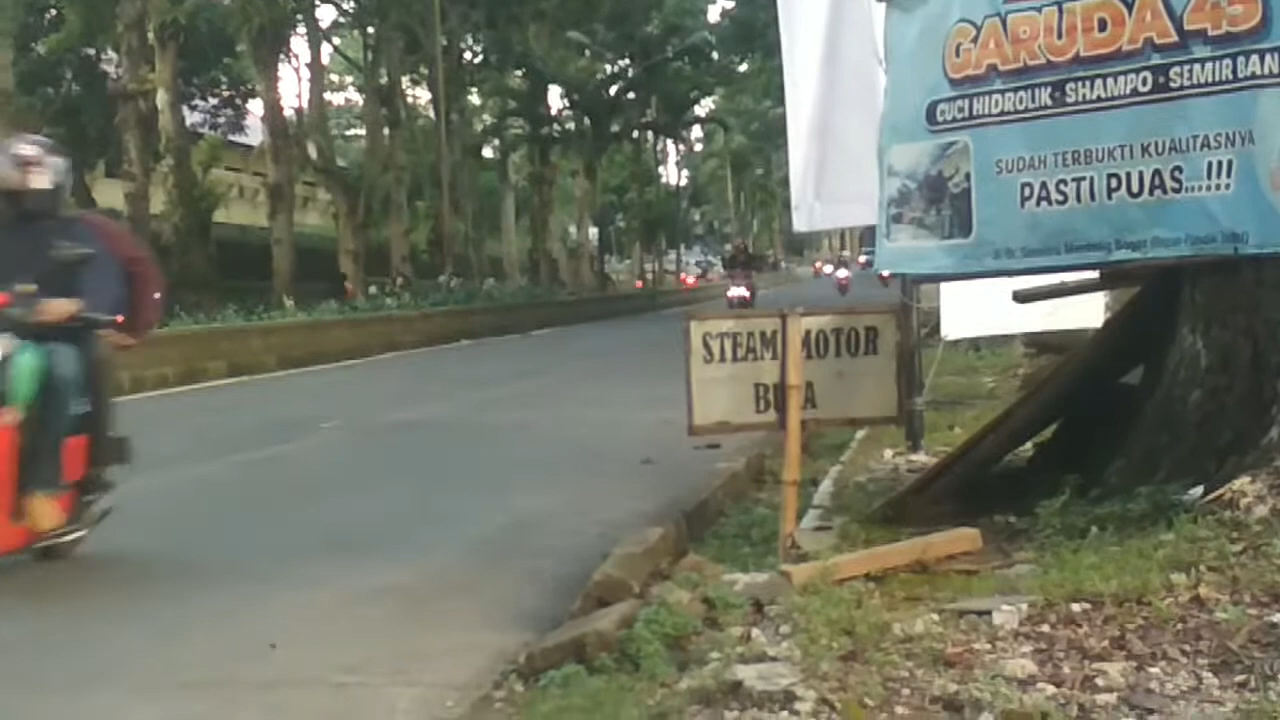 GARUDA 45
CUCI HIDROLIK · SHAMPO · SEMIR BAN
SUDAH TERBUKTI KUALITASNYA
PASTI PUAS...!!!
STEAM MOTOR
BUKA